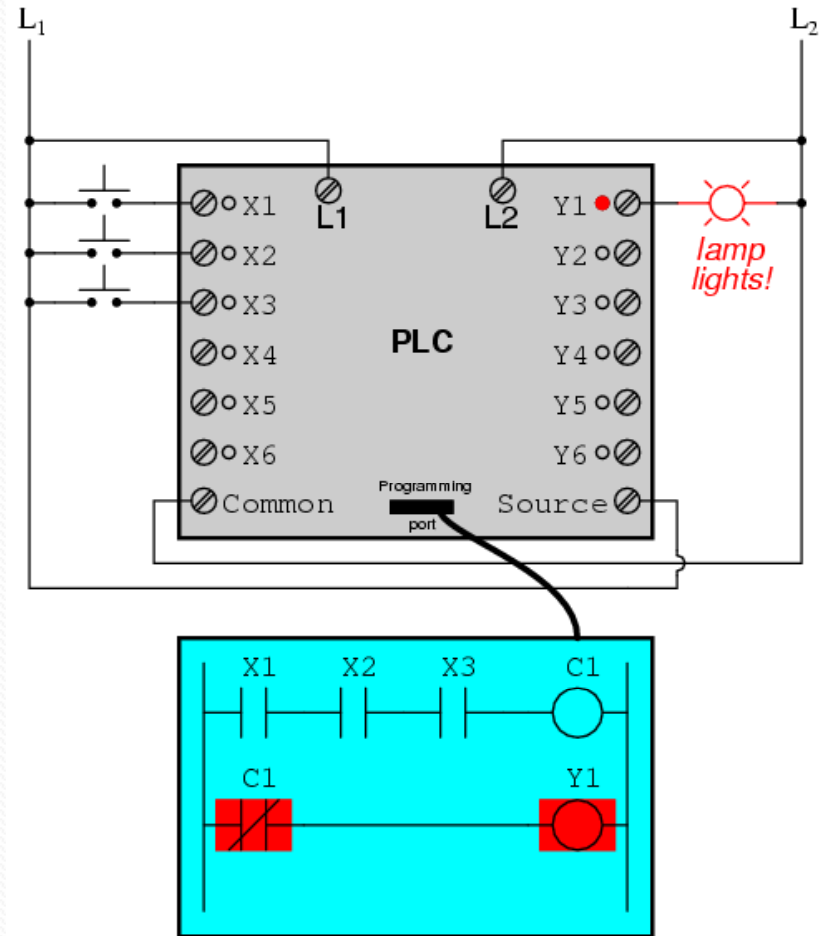 L₁ L₂
L1 L2
X1 Y1
lamp
lights!
X2 Y2
X3 Y3
PLC
X4 Y4
X5 Y5
X6 Y6
Programming
Common Source
port
X1 X2 X3 C1
C1 Y1